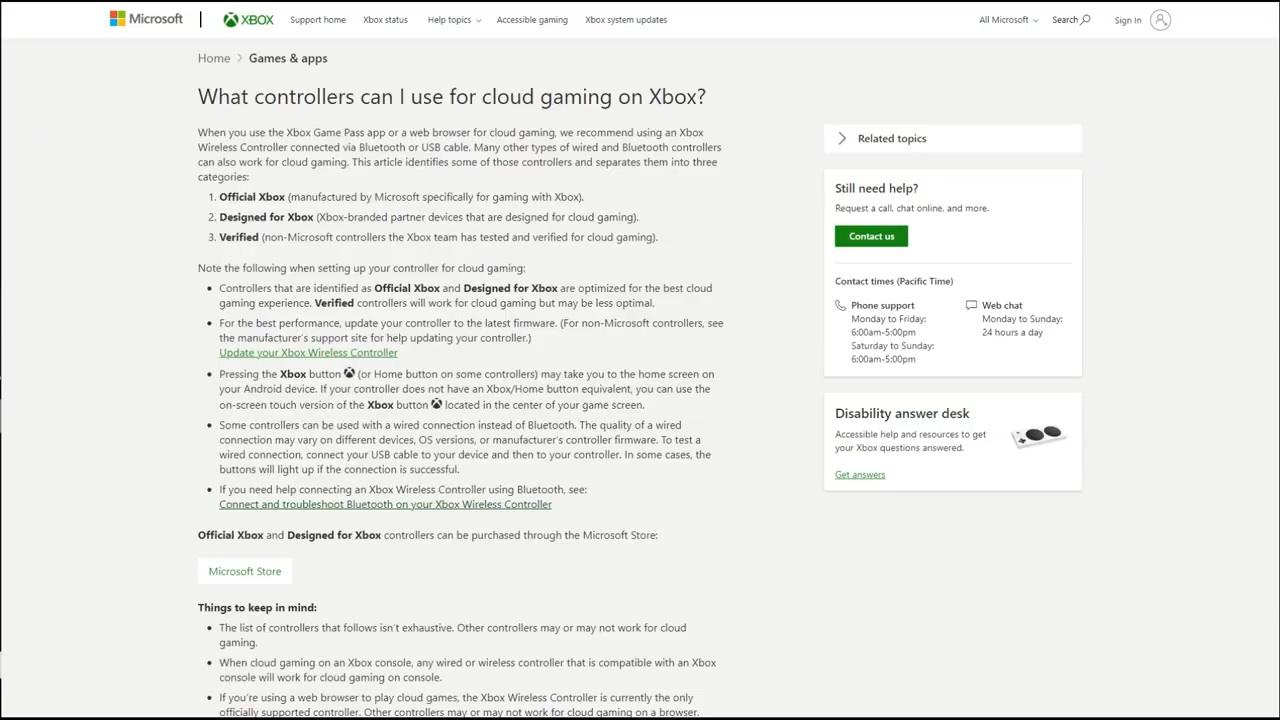 Microsoft XBOX Support home Xbox status Help topics Accessible gaming Xbox system updates All Microsoft Search Sign In
Home > Games & apps
What controllers can I use for cloud gaming on Xbox?
When you use the Xbox Game Pass app or a web browser for cloud gaming, we recommend using an Xbox
Wireless Controller connected via Bluetooth or USB cable. Many other types of wired and Bluetooth controllers
can also work for cloud gaming. This article identifies some of those controllers and separates them into three
categories:
1. Official Xbox (manufactured by Microsoft specifically for gaming with Xbox).
2. Designed for Xbox (Xbox-branded partner devices that are designed for cloud gaming).
3. Verified (non-Microsoft controllers the Xbox team has tested and verified for cloud gaming).
Note the following when setting up your controller for cloud gaming:
• Controllers that are identified as Official Xbox and Designed for Xbox are optimized for the best cloud
gaming experience. Verified controllers will work for cloud gaming but may be less optimal.
• For the best performance, update your controller to the latest firmware. (For non-Microsoft controllers, see
the manufacturer's support site for help updating your controller.)
Update your Xbox Wireless Controller
• Pressing the Xbox button (or Home button on some controllers) may take you to the home screen on
your Android device. If your controller does not have an Xbox/Home button equivalent, you can use the
on-screen touch version of the Xbox button located in the center of your game screen.
• Some controllers can be used with a wired connection instead of Bluetooth. The quality of a wired
connection may vary on different devices, OS versions, or manufacturer's controller firmware. To test a
wired connection, connect your USB cable to your device and then to your controller. In some cases, the
buttons will light up if the connection is successful.
• If you need help connecting an Xbox Wireless Controller using Bluetooth, see:
Connect and troubleshoot Bluetooth on your Xbox Wireless Controller
Official Xbox and Designed for Xbox controllers can be purchased through the Microsoft Store:
Microsoft Store
Things to keep in mind:
• The list of controllers that follows isn't exhaustive. Other controllers may or may not work for cloud
gaming.
• When cloud gaming on an Xbox console, any wired or wireless controller that is compatible with an Xbox
console will work for cloud gaming on console.
• If you're using a web browser to play cloud games, the Xbox Wireless Controller is currently the only
officially supported controller. Other controllers may or may not work for cloud gaming on a browser.
Related topics
Still need help?
Request a call, chat online, and more.
Contact us
Contact times (Pacific Time)
Phone support
Monday to Friday:
6:00am-5:00pm
Saturday to Sunday:
6:00am-5:00pm
Web chat
Monday to Sunday:
24 hours a day
Disability answer desk
Accessible help and resources to get
your Xbox questions answered.
Get answers